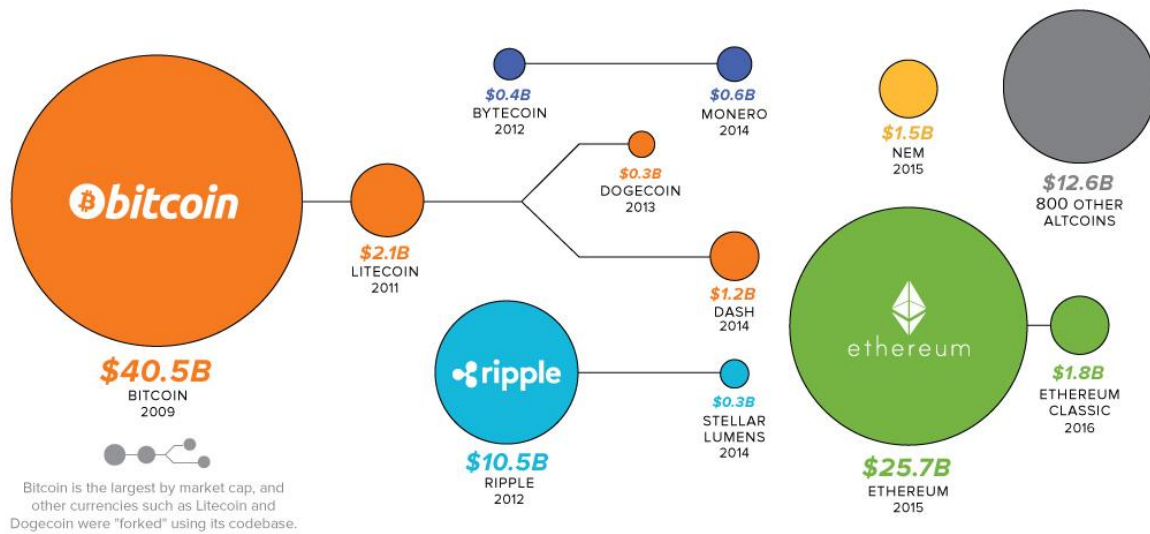 bitcoin
$40.5B
BITCOIN
2009
Bitcoin is the largest by market cap, and
other currencies such as Litecoin and
Dogecoin were "forked" using its codebase.
$2.1B
LITECOIN
2011
$0.4B
BYTECOIN
2012
$0.6B
MONERO
2014
$0.3B
DOGECOIN
2013
$1.2B
DASH
2014
ripple
$10.5B
RIPPLE
2012
$0.3B
STELLAR
LUMENS
2014
$1.5B
NEM
2015
$12.6B
800 OTHER
ALTCOINS
ethereum
$25.7B
ETHEREUM
2015
$1.8B
ETHEREUM
CLASSIC
2016